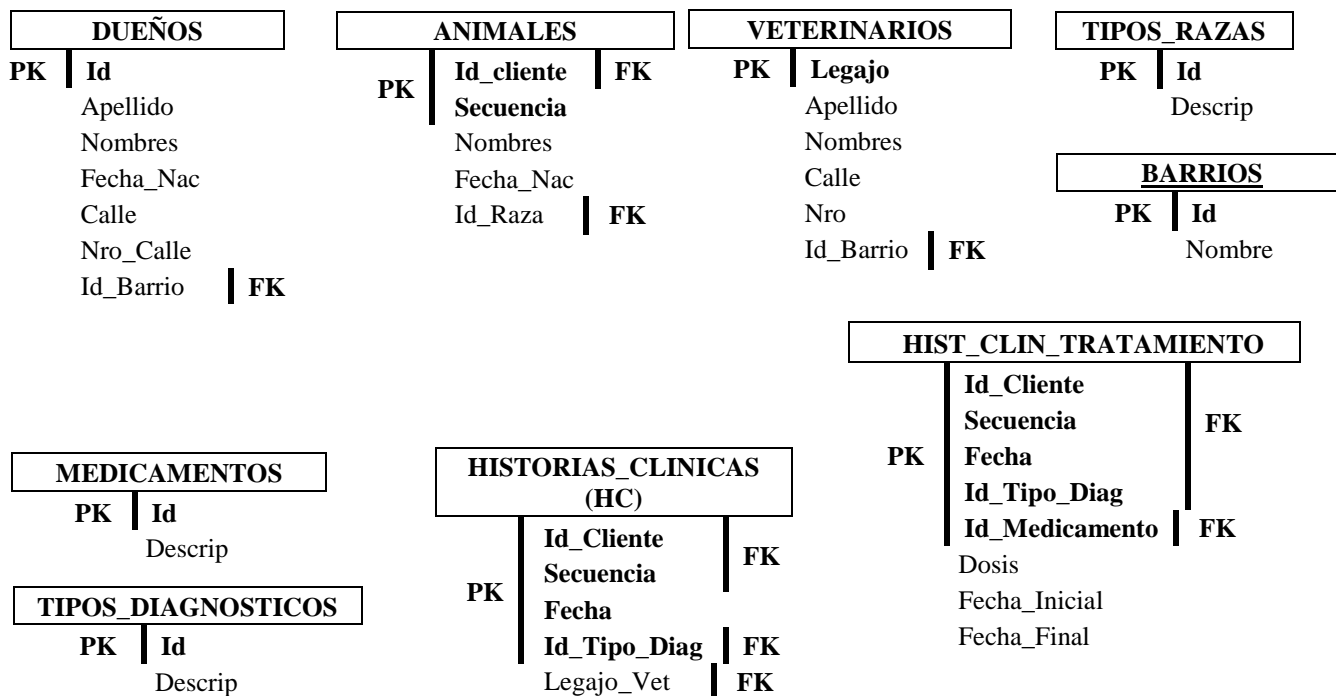 DUEÑOS
PK Id
Apellido
Nombres
Fecha_Nac
Calle
Nro_Calle
Id_Barrio FK
ANIMALES
PK
Id_cliente FK
Secuencia
Nombres
Fecha_Nac
Id_Raza FK
VETERINARIOS
PK Legajo
Apellido
Nombres
Calle
Nro
Id_Barrio FK
TIPOS_RAZAS
PK Id
Descrip
BARRIOS
PK Id
Nombre
HIST_CLIN_TRATAMIENTO
Id_Cliente
Secuencia FK
PK Fecha
Id_Tipo_Diag
Id_Medicamento FK
Dosis
Fecha_Inicial
Fecha_Final
MEDICAMENTOS
PK Id
Descrip
TIPOS_DIAGNOSTICOS
PK Id
Descrip
HISTORIAS_CLINICAS
(HC)
Id_Cliente
FK
Secuencia
PK
Fecha
Id_Tipo_Diag FK
Legajo_Vet FK